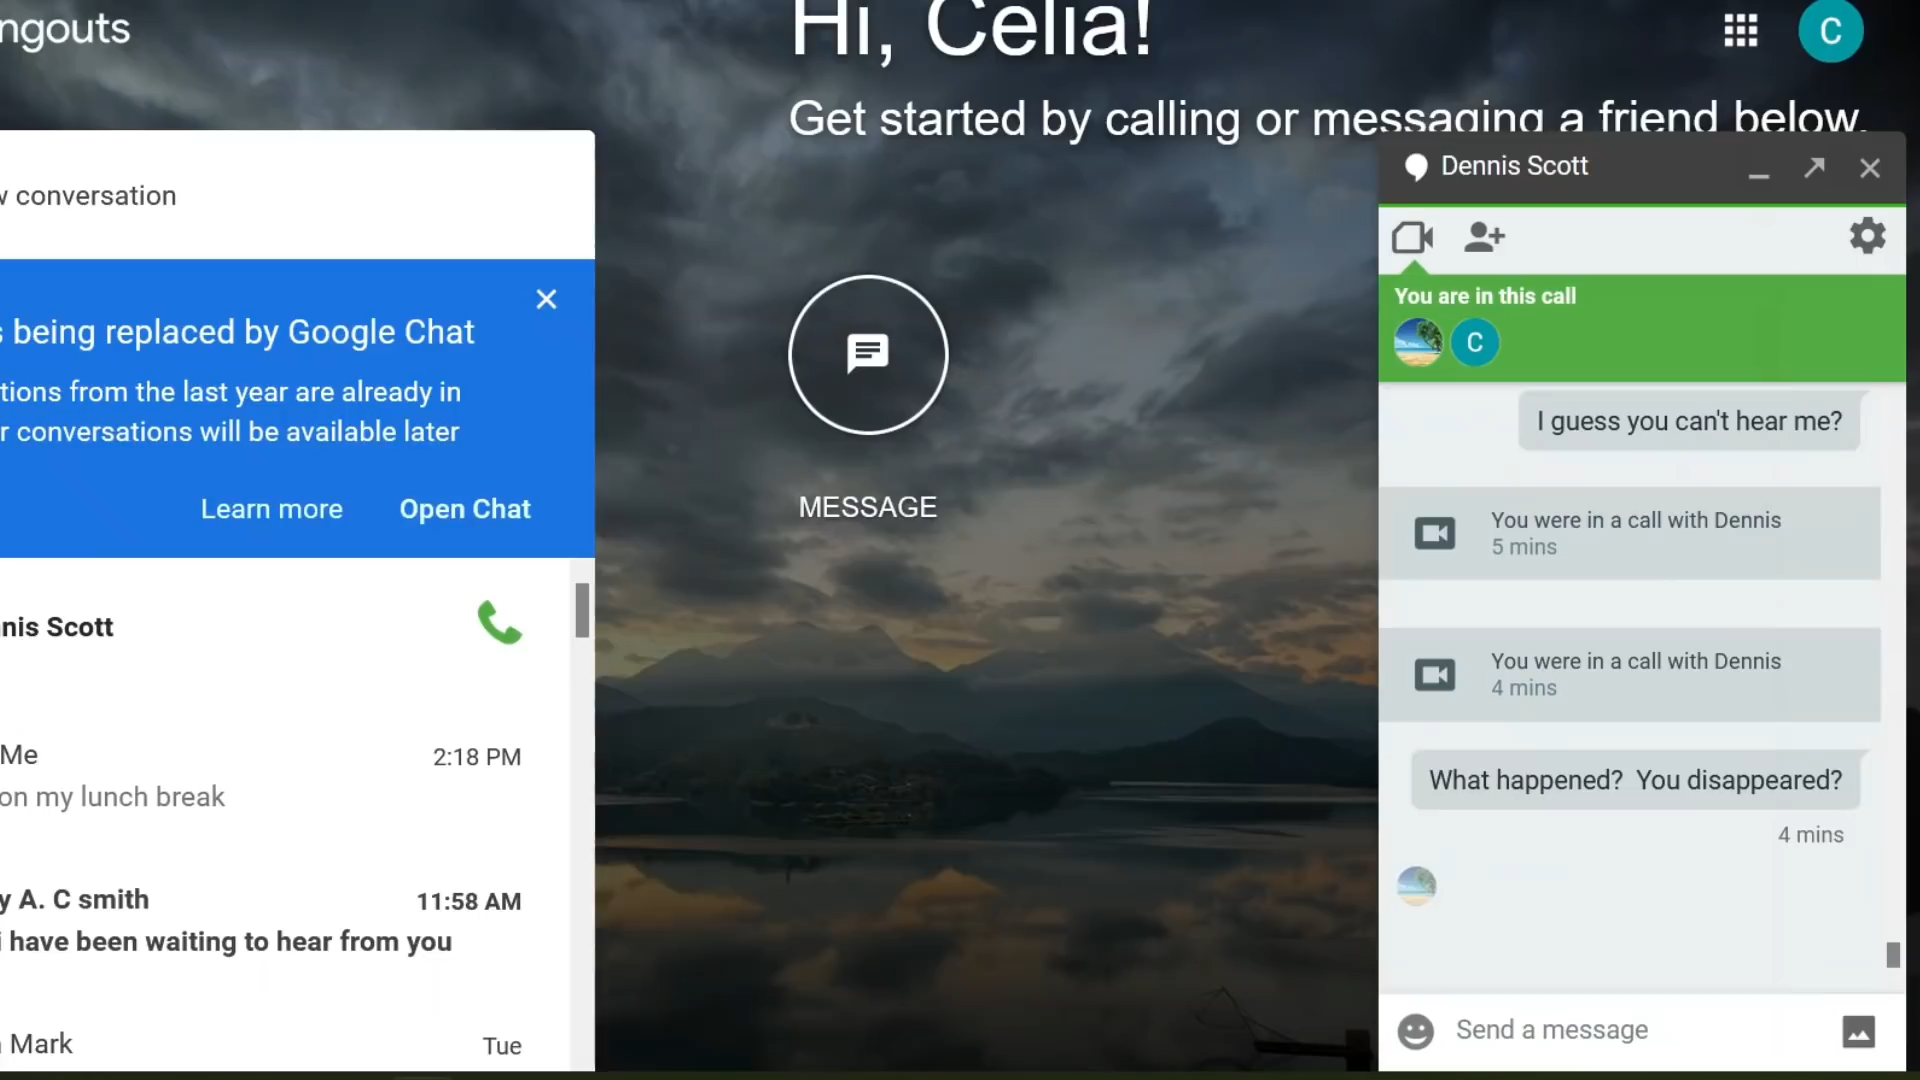 ngouts
Hi, Celia!
C
Get started by calling or messaging a friend below.
conversation
being replaced by Google Chat
tions from the last year are already in
r conversations will be available later
Learn more
Open Chat
nis Scott
Me
2:18 PM
on my lunch break
y A. C smith
11:58 AM
i have been waiting to hear from you
Mark
Tue
MESSAGE
Dennis Scott
You are in this call
C
I guess you can't hear me?
You were in a call with Dennis
5 mins
You were in a call with Dennis
4 mins
What happened?  You disappeared?
4 mins
Send a message